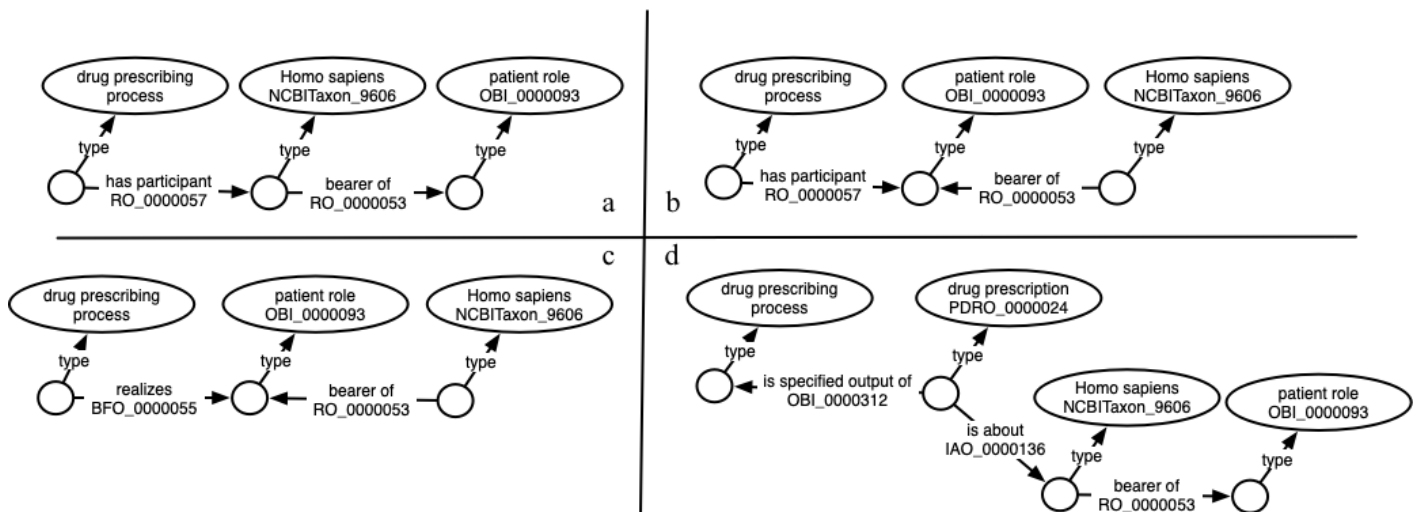 drug prescribing
process
Homo sapiens
NCBITaxon_9606
patient role
OBI_0000093
type
type
type
has participant
RO_0000057
bearer of
RO_0000053
a
drug prescribing
process
patient role
OBI_0000093
Homo sapiens
NCBITaxon_9606
type
type
type
has participant
RO_0000057
bearer of
RO_0000053
b
c
drug prescribing
process
patient role
OBI_0000093
Homo sapiens
NCBITaxon_9606
type
type
type
realizes
BFO_0000055
bearer of
RO_0000053
d
drug prescribing
process
drug prescription
PDRO_0000024
type
type
is specified output of
OBI_0000312
is about
IAO_0000136
Homo sapiens
NCBITaxon_9606
patient role
OBI_0000093
type
type
bearer of
RO_0000053